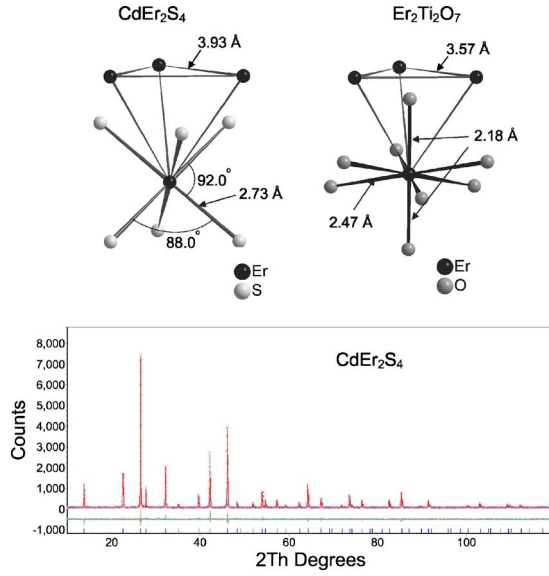 CdEr2S4
Er2Ti2O7
3.93 Å
3.57 Å
92.0°
2.73 Å
88.0°
2.18 Å
2.47 Å
Er
S
Er
O
CdEr2S4
Counts
8,000
7,000
6,000
5,000
4,000
3,000
2,000
1,000
0
-1,000
20
40
60
80
100
2Th Degrees